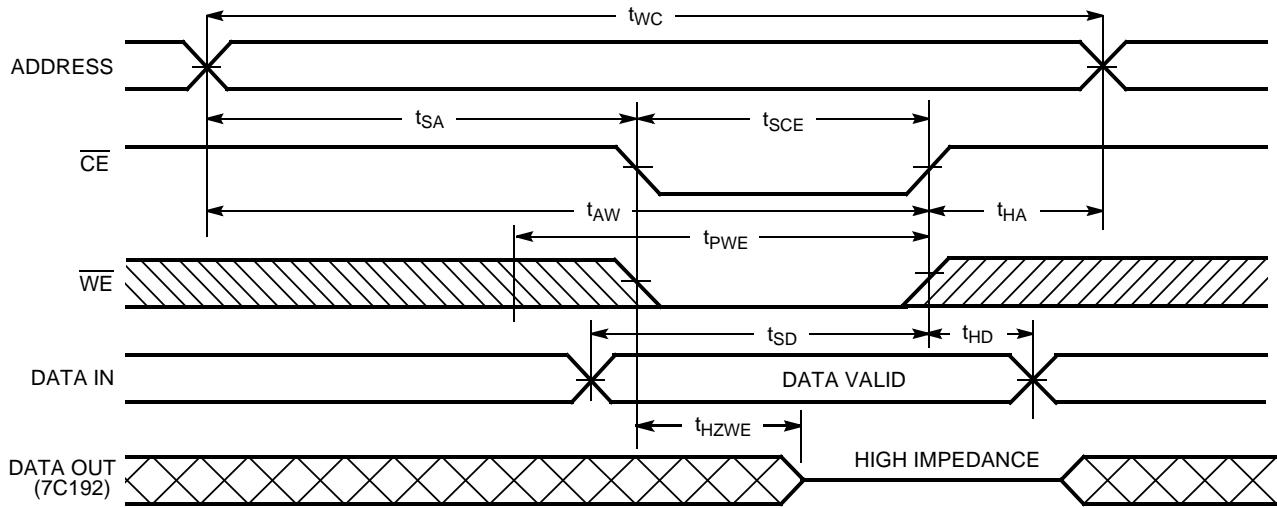 tWC
ADDRESS
tSA
tSCE
CE
tAW
tHA
tPWE
WE
tSD
tHD
DATA IN
DATA VALID
tHZWE
DATA OUT
(7C192)
HIGH IMPEDANCE